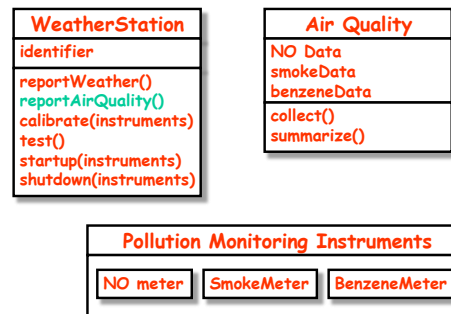 WeatherStation
identifier
reportWeather()
reportAirQuality()
calibrate(instruments)
test()
startup(instruments)
shutdown(instruments)
Air Quality
NO Data
smokeData
benzeneData
collect()
summarize()
Pollution Monitoring Instruments
NO meter
SmokeMeter
BenzeneMeter